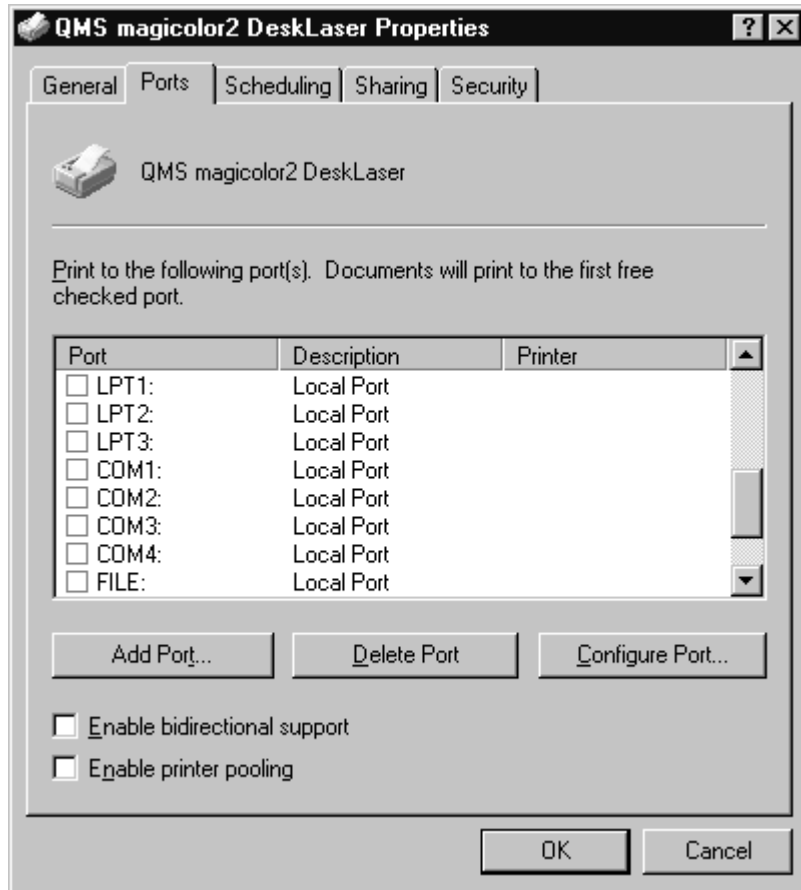 QMS magicolor2 DeskLaser Properties
General Ports Scheduling Sharing Security
QMS magicolor2 DeskLaser
Print to the following port(s). Documents will print to the first free
checked port.
Port Description Printer
LPT1: Local Port
LPT2: Local Port
LPT3: Local Port
COM1: Local Port
COM2: Local Port
COM3: Local Port
COM4: Local Port
FILE: Local Port
Add Port... Delete Port Configure Port...
Enable bidirectional support
Enable printer pooling
OK Cancel